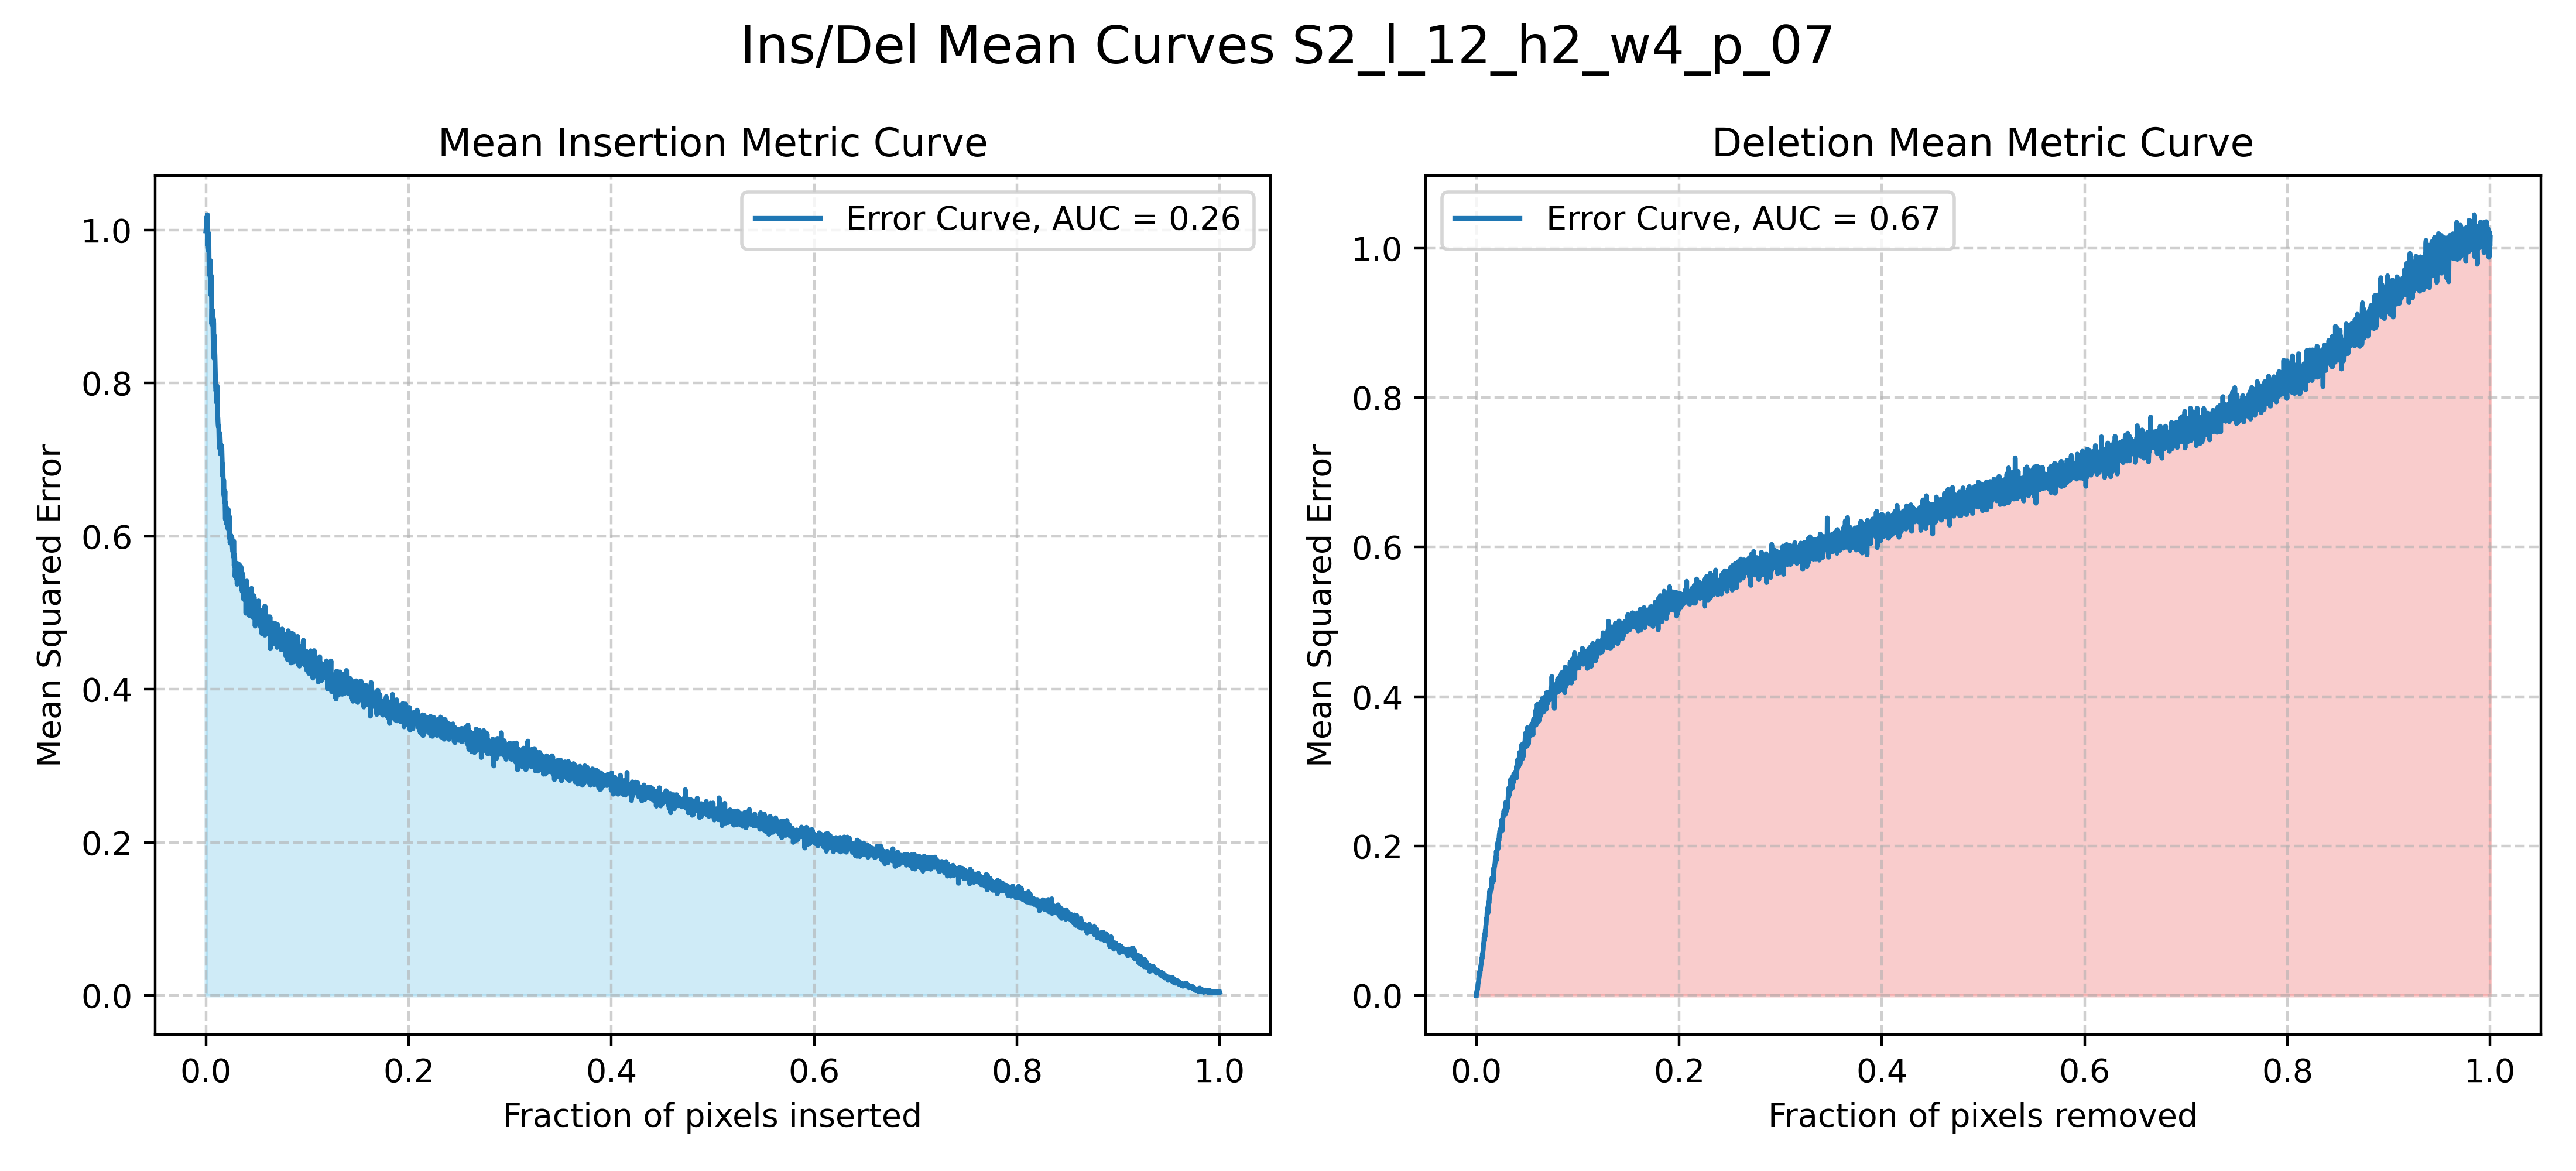 Ins/Del Mean Curves S2_l_12_h2_w4_p_07
Mean Insertion Metric Curve
Error Curve, AUC = 0.26
1.0
0.8
0.6
0.4
0.2
0.0
Mean Squared Error
0.0 0.2 0.4 0.6 0.8 1.0
Fraction of pixels inserted
Deletion Mean Metric Curve
Error Curve, AUC = 0.67
1.0
0.8
0.6
0.4
0.2
0.0
Mean Squared Error
0.0 0.2 0.4 0.6 0.8 1.0
Fraction of pixels removed